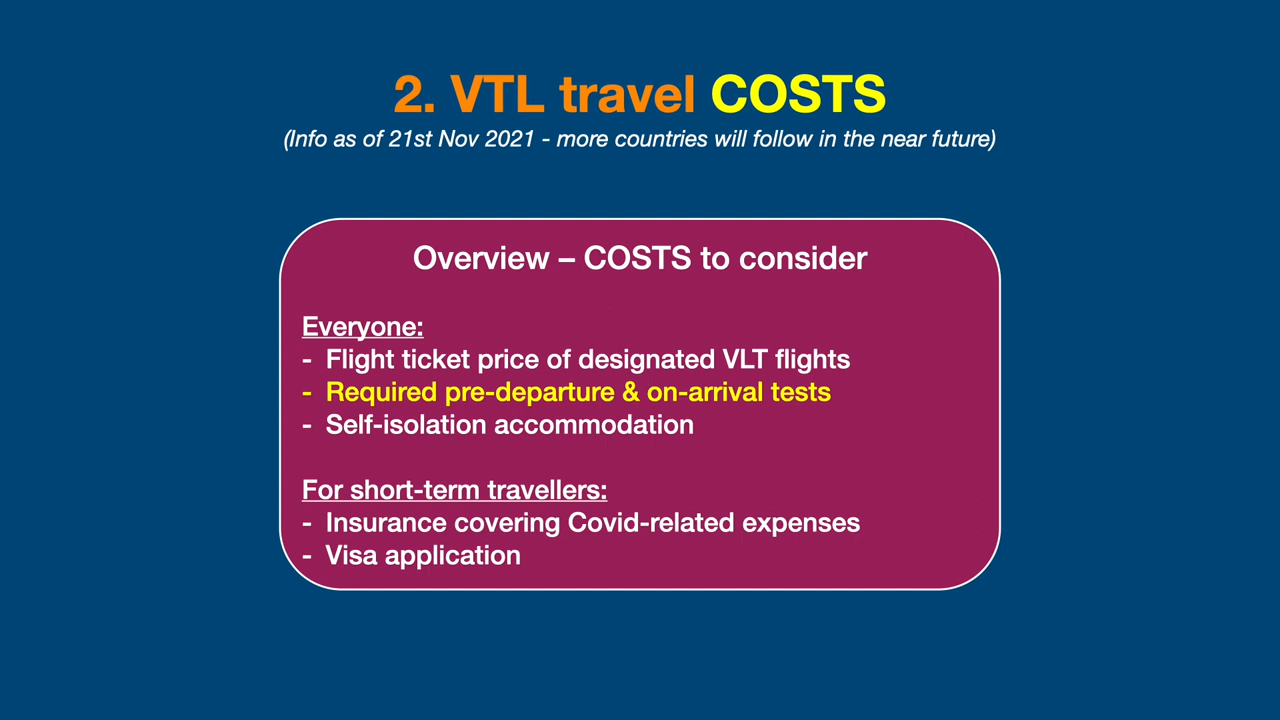 2. VTL travel COSTS
(Info as of 21st Nov 2021 - more countries will follow in the near future)
Overview – COSTS to consider
Everyone:
- Flight ticket price of designated VLT flights
- Required pre-departure & on-arrival tests
- Self-isolation accommodation
For short-term travellers:
- Insurance covering Covid-related expenses
- Visa application